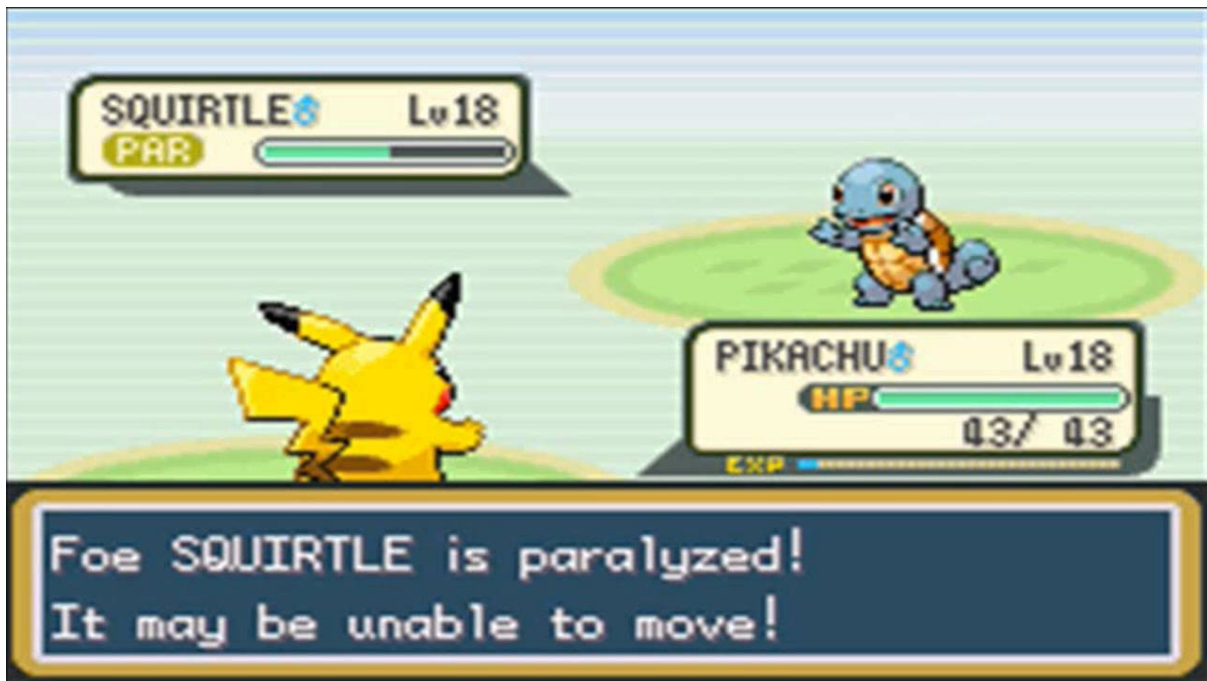 SQUIRTLE♂ Lv18
PAR
PIKACHU♂ Lv18
HP
43/ 43
EXP
Foe SQUIRTLE is paralyzed!
It may be unable to move!